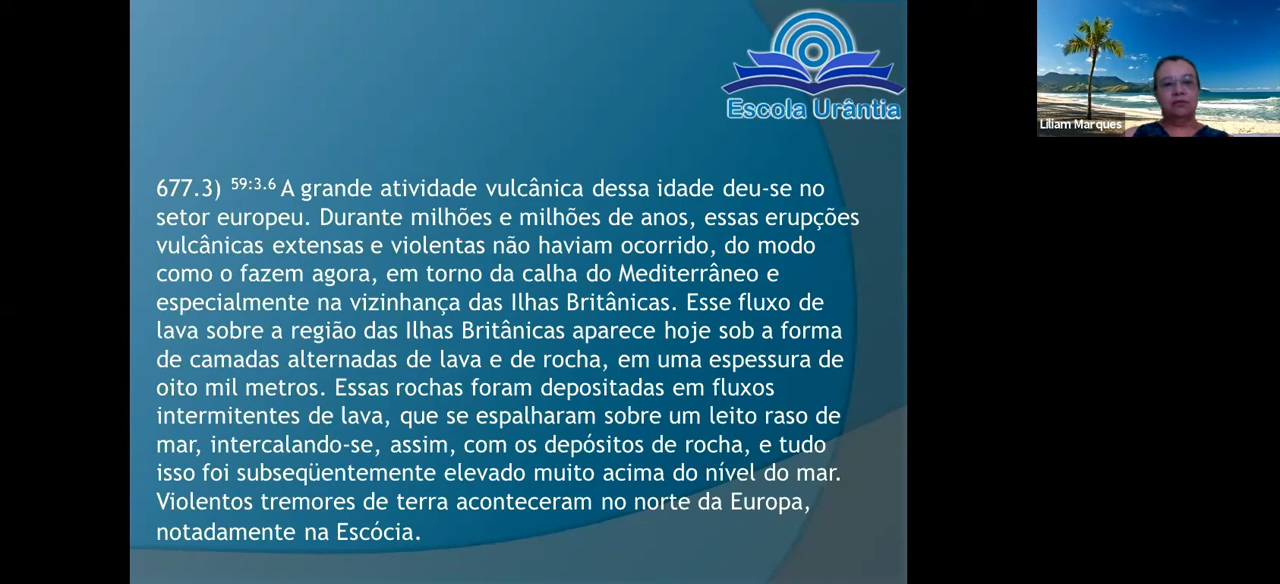 Escola Urântia
Liliam Marques
677.3) 59:3.6 A grande atividade vulcânica dessa idade deu-se no
setor europeu. Durante milhões e milhões de anos, essas erupções
vulcânicas extensas e violentas não haviam ocorrido, do modo
como o fazem agora, em torno da calha do Mediterrâneo e
especialmente na vizinhança das Ilhas Britânicas. Esse fluxo de
lava sobre a região das Ilhas Britânicas aparece hoje sob a forma
de camadas alternadas de lava e de rocha, em uma espessura de
oito mil metros. Essas rochas foram depositadas em fluxos
intermitentes de lava, que se espalharam sobre um leito raso de
mar, intercalando-se, assim, com os depósitos de rocha, e tudo
isso foi subseqüentemente elevado muito acima do nível do mar.
Violentos tremores de terra aconteceram no norte da Europa,
notadamente na Escócia.